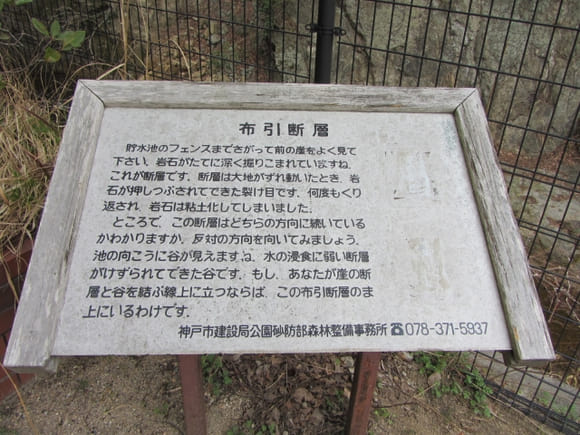 布引断層
貯水池のフェンスまでさがって前の崖をよく見て
下さい。岩石がたてに深く掘りこまれていますね。
これが断層です。断層は大地がずれ動いたとき、岩
石が押しつぶされてできた裂け目です。何度もくり
返され、岩石は粘土化してしまいました。
ところで、この断層はどちらの方向に続いている
かわかりますか。反対の方向を向いてみましょう。
池の向こうに谷が見えますね。水の浸食に弱い断層
がけずられてできた谷です。もし、あなたが崖の断
層と谷を結ぶ線上に立つならば、この布引断層のま
上にいるわけです。
神戸市建設局公園砂防部森林整備事務所 ☎078-371-5937